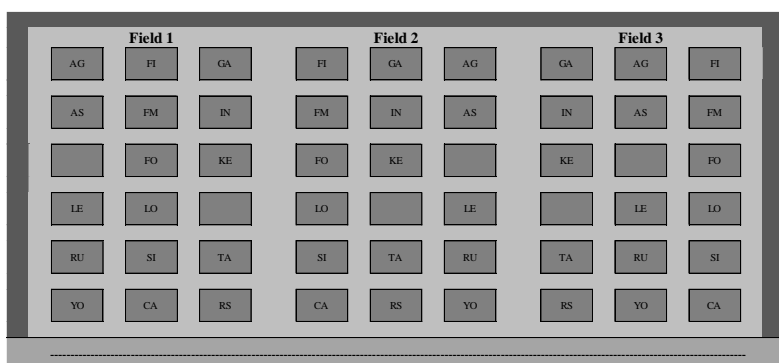 Field 1 Field 2 Field 3
AG FI GA FI GA AG GA AG FI
AS FM IN FM IN AS IN AS FM
FO KE FO KE KE FO
LE LO LO LE LE LO
RU SI TA SI TA RU TA RU SI
YO CA RS CA RS YO RS YO CA